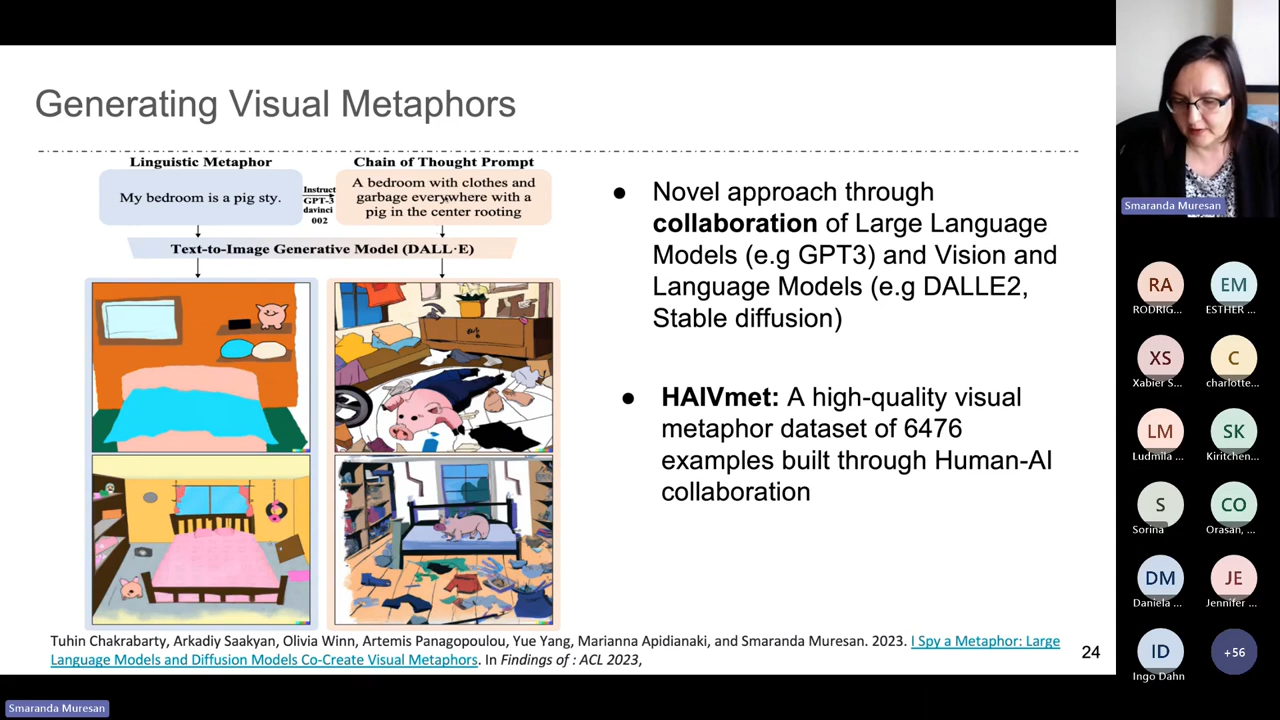 Generating Visual Metaphors
Linguistic Metaphor
Chain of Thought Prompt
My bedroom is a pig sty.
Instruct
GPT-3
davinci
002
A bedroom with clothes and
garbage everywhere with a
pig in the center rooting
Text-to-Image Generative Model (DALL·E)
● Novel approach through
collaboration of Large Language
Models (e.g GPT3) and Vision and
Language Models (e.g DALLE2,
Stable diffusion)
● HAIVmet: A high-quality visual
metaphor dataset of 6476
examples built through Human-AI
collaboration
Tuhin Chakrabarty, Arkadiy Saakyan, Olivia Winn, Artemis Panagopoulou, Yue Yang, Marianna Apidianaki, and Smaranda Muresan. 2023. I Spy a Metaphor: Large
Language Models and Diffusion Models Co-Create Visual Metaphors. In Findings of : ACL 2023,
24
Smaranda Muresan
RA
RODRIG...
EM
ESTHER ...
XS
Xabier S...
C
charlotte...
LM
Ludmila ...
SK
Kiritchen...
S
Sorina
CO
Orasan, ...
DM
Daniela ...
JE
Jennifer ...
ID
Ingo Dahn
+56
Smaranda Muresan